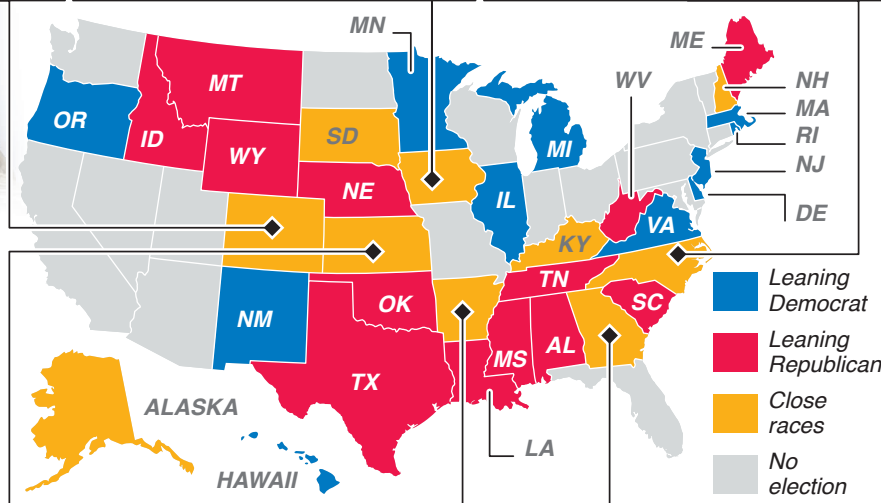 MN
ME
WV
NH
MA
RI
NJ
DE
OR
ID
MT
WY
SD
NE
MI
IL
VA
KY
TN
SC
NM
OK
TX
MS
AL
LA
ALASKA
HAWAII
Leaning
Democrat
Leaning
Republican
Close
races
No
election